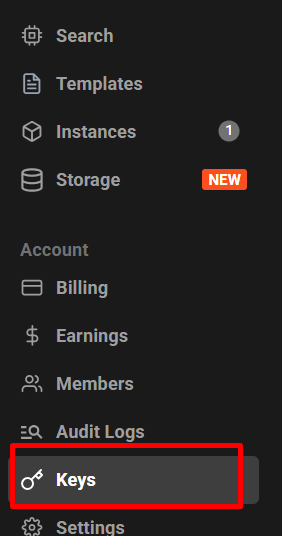 Search
Templates
Instances 1
Storage NEW
Account
Billing
Earnings
Members
Audit Logs
Keys
Settings